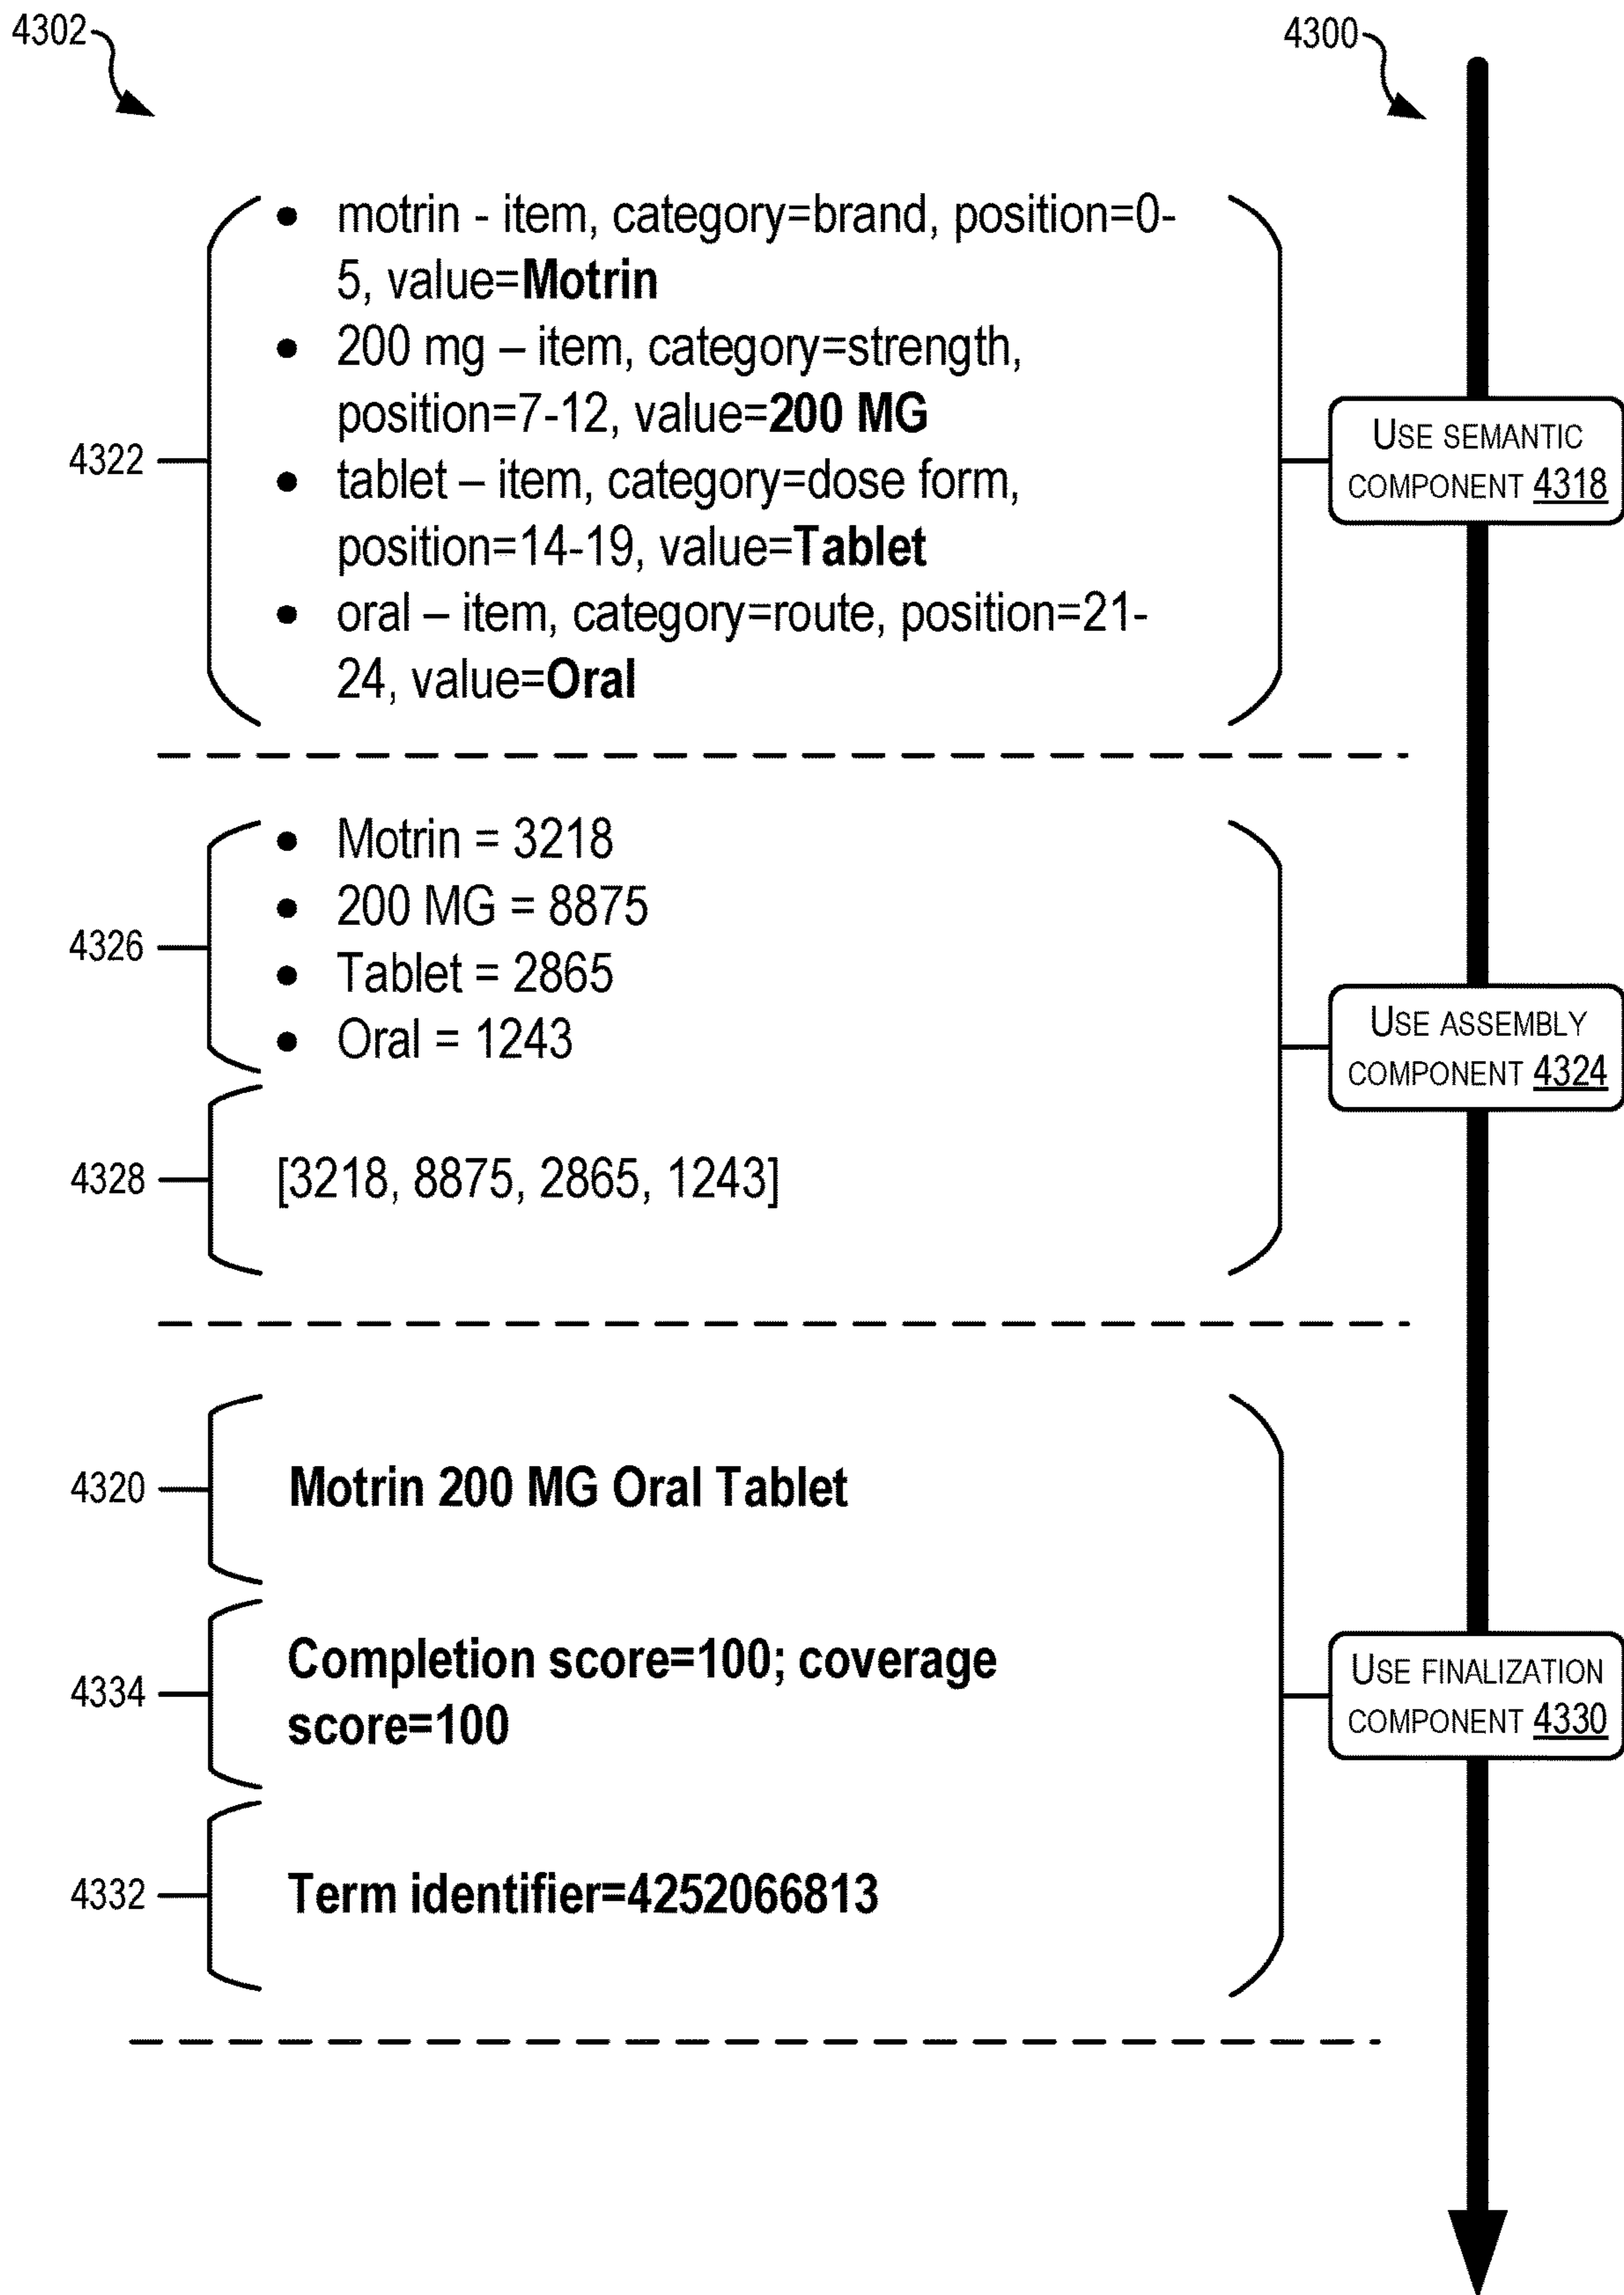 4302
4300
• motrin - item, category=brand, position=0-
5, value=Motrin
• 200 mg – item, category=strength,
position=7-12, value=200 MG
• tablet – item, category=dose form,
position=14-19, value=Tablet
• oral – item, category=route, position=21-
24, value=Oral
4322
USE SEMANTIC
COMPONENT 4318
• Motrin = 3218
• 200 MG = 8875
• Tablet = 2865
• Oral = 1243
4326
USE ASSEMBLY
COMPONENT 4324
4328
[3218, 8875, 2865, 1243]
4320
Motrin 200 MG Oral Tablet
4334
Completion score=100; coverage
score=100
USE FINALIZATION
COMPONENT 4330
4332
Term identifier=4252066813